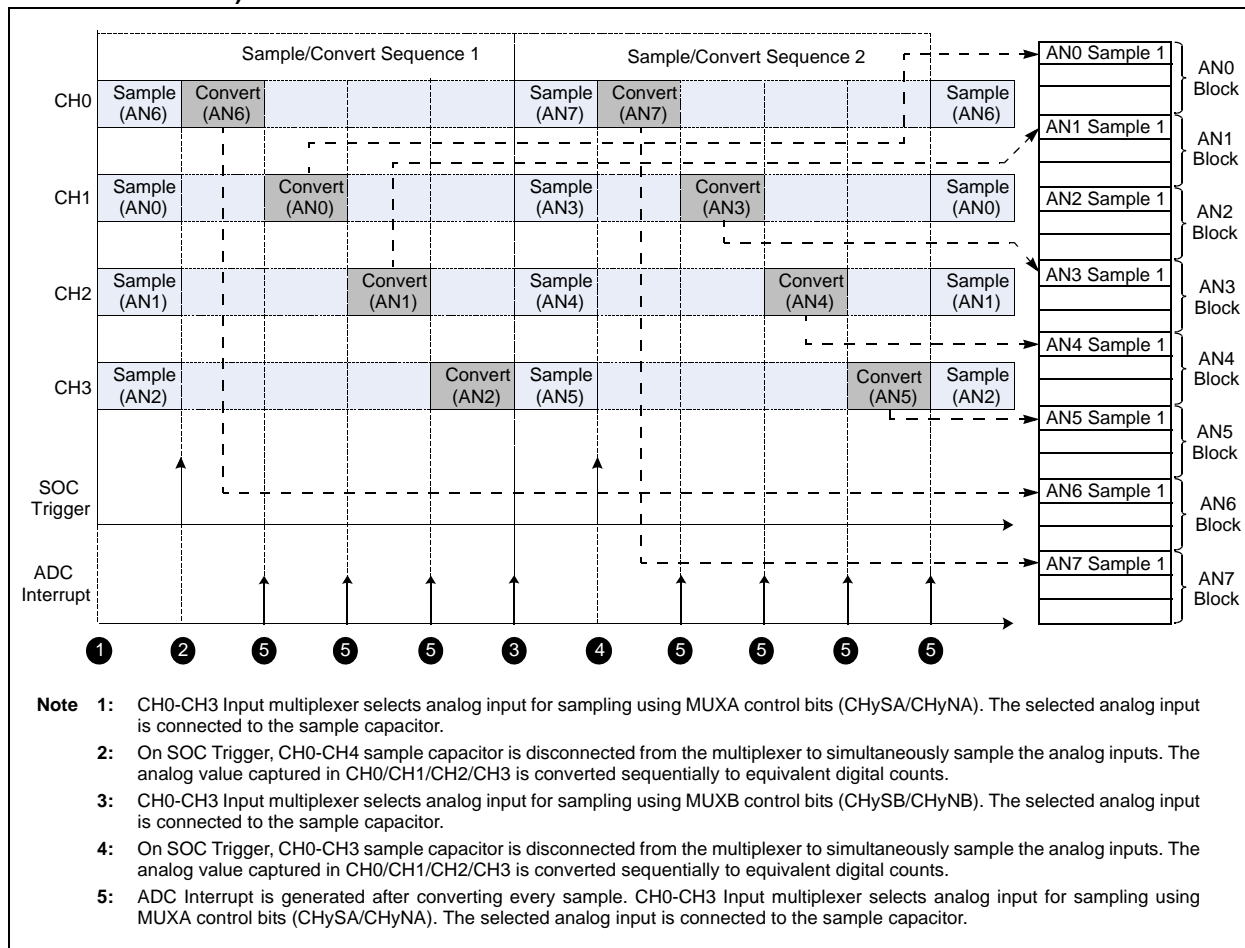 Sample/Convert Sequence 1
Sample/Convert Sequence 2
CH0
Sample
(AN6)
Convert
(AN6)
Sample
(AN7)
Convert
(AN7)
Sample
(AN6)
CH1
Sample
(AN0)
Convert
(AN0)
Sample
(AN3)
Convert
(AN3)
Sample
(AN0)
CH2
Sample
(AN1)
Convert
(AN1)
Sample
(AN4)
Convert
(AN4)
Sample
(AN1)
CH3
Sample
(AN2)
Convert
(AN2)
Sample
(AN5)
Convert
(AN5)
Sample
(AN2)
SOC
Trigger
ADC
Interrupt
1 2 5 5 5 3 4 5 5 5 5
AN0 Sample 1
AN0
Block
AN1 Sample 1
AN1
Block
AN2 Sample 1
AN2
Block
AN3 Sample 1
AN3
Block
AN4 Sample 1
AN4
Block
AN5 Sample 1
AN5
Block
AN6 Sample 1
AN6
Block
AN7 Sample 1
AN7
Block
Note 1: CH0-CH3 Input multiplexer selects analog input for sampling using MUXA control bits (CHySA/CHyNA). The selected analog input
is connected to the sample capacitor.
2: On SOC Trigger, CH0-CH4 sample capacitor is disconnected from the multiplexer to simultaneously sample the analog inputs. The
analog value captured in CH0/CH1/CH2/CH3 is converted sequentially to equivalent digital counts.
3: CH0-CH3 Input multiplexer selects analog input for sampling using MUXB control bits (CHySB/CHyNB). The selected analog input
is connected to the sample capacitor.
4: On SOC Trigger, CH0-CH3 sample capacitor is disconnected from the multiplexer to simultaneously sample the analog inputs. The
analog value captured in CH0/CH1/CH2/CH3 is converted sequentially to equivalent digital counts.
5: ADC Interrupt is generated after converting every sample. CH0-CH3 Input multiplexer selects analog input for sampling using
MUXA control bits (CHySA/CHyNA). The selected analog input is connected to the sample capacitor.